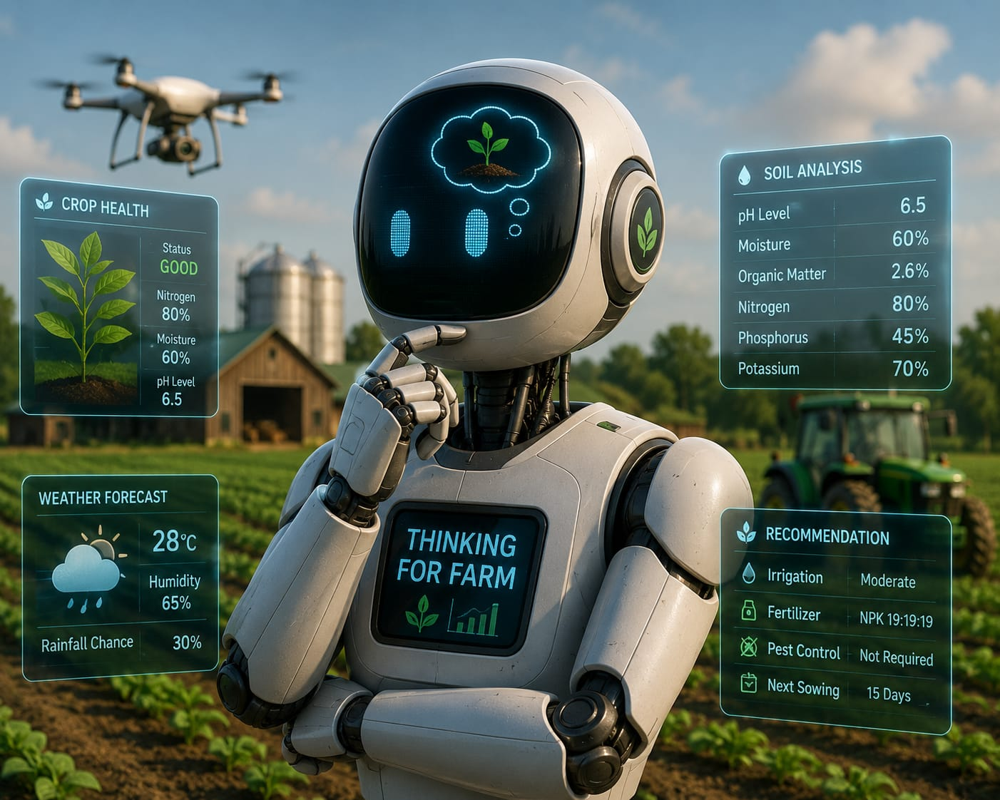 CROP HEALTH
Status
GOOD
Nitrogen
80%
Moisture
60%
pH Level
6.5
SOIL ANALYSIS
pH Level 6.5
Moisture 60%
Organic Matter 2.6%
Nitrogen 80%
Phosphorus 45%
Potassium 70%
WEATHER FORECAST
28°C
Humidity
65%
Rainfall Chance 30%
THINKING
FOR FARM
RECOMMENDATION
Irrigation Moderate
Fertilizer NPK 19:19:19
Pest Control Not Required
Next Sowing 15 Days